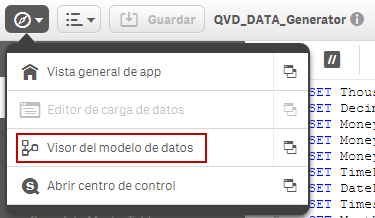 Guardar QVD_DATA_Generator
Vista general de app
Editor de carga de datos
Visor del modelo de datos
Abrir centro de control
//
SET Thous
SET Decim
SET Money
SET Money
SET Money
SET Money
SET TimeF
SET DateF
SET Times